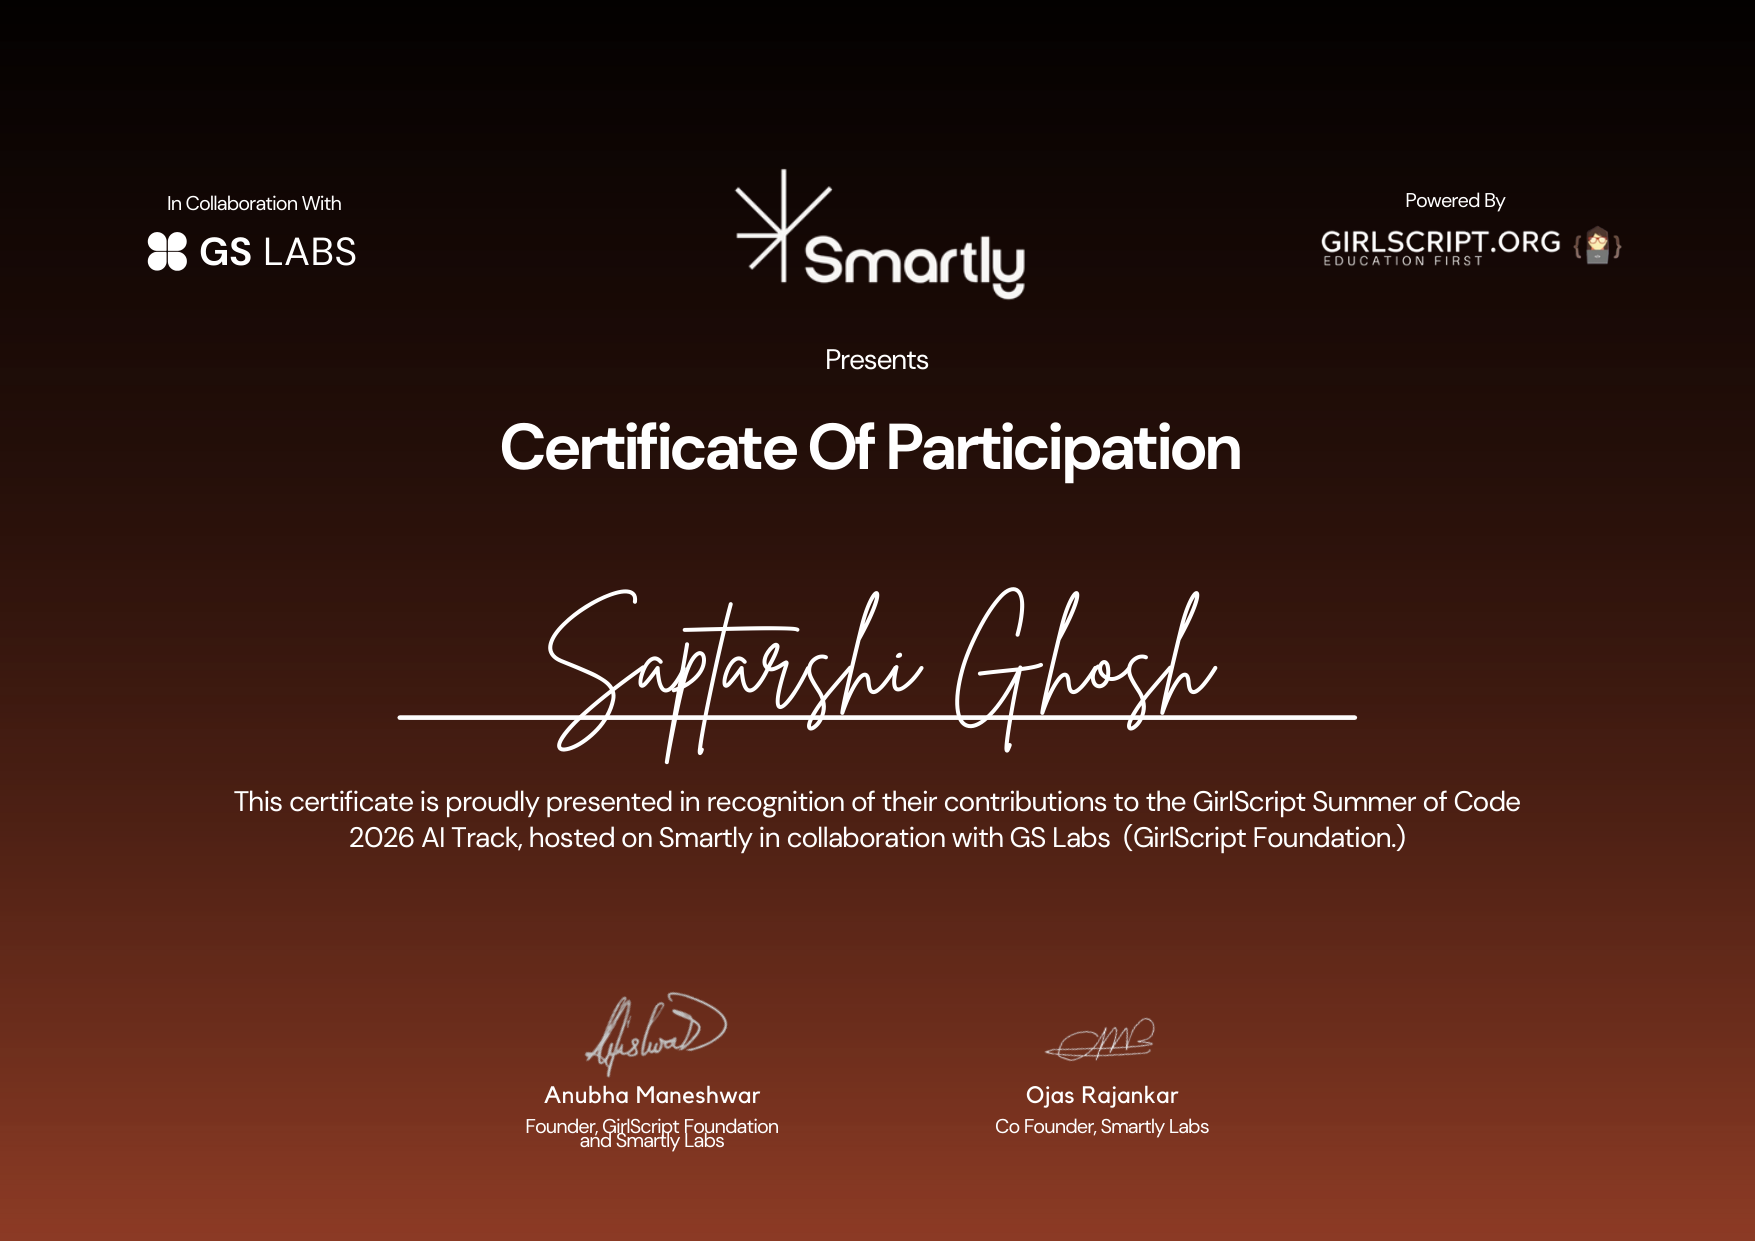 In Collaboration With
GS LABS
Smartly
Powered By
GIRLSCRIPT.ORG
EDUCATION FIRST
Presents
Certificate Of Participation
Saptarshi Ghosh
This certificate is proudly presented in recognition of their contributions to the GirlScript Summer of Code
2026 AI Track, hosted on Smartly in collaboration with GS Labs (GirlScript Foundation.)
Anubha Maneshwar
Founder, GirlScript Foundation
and Smartly Labs
Ojas Rajankar
Co Founder, Smartly Labs